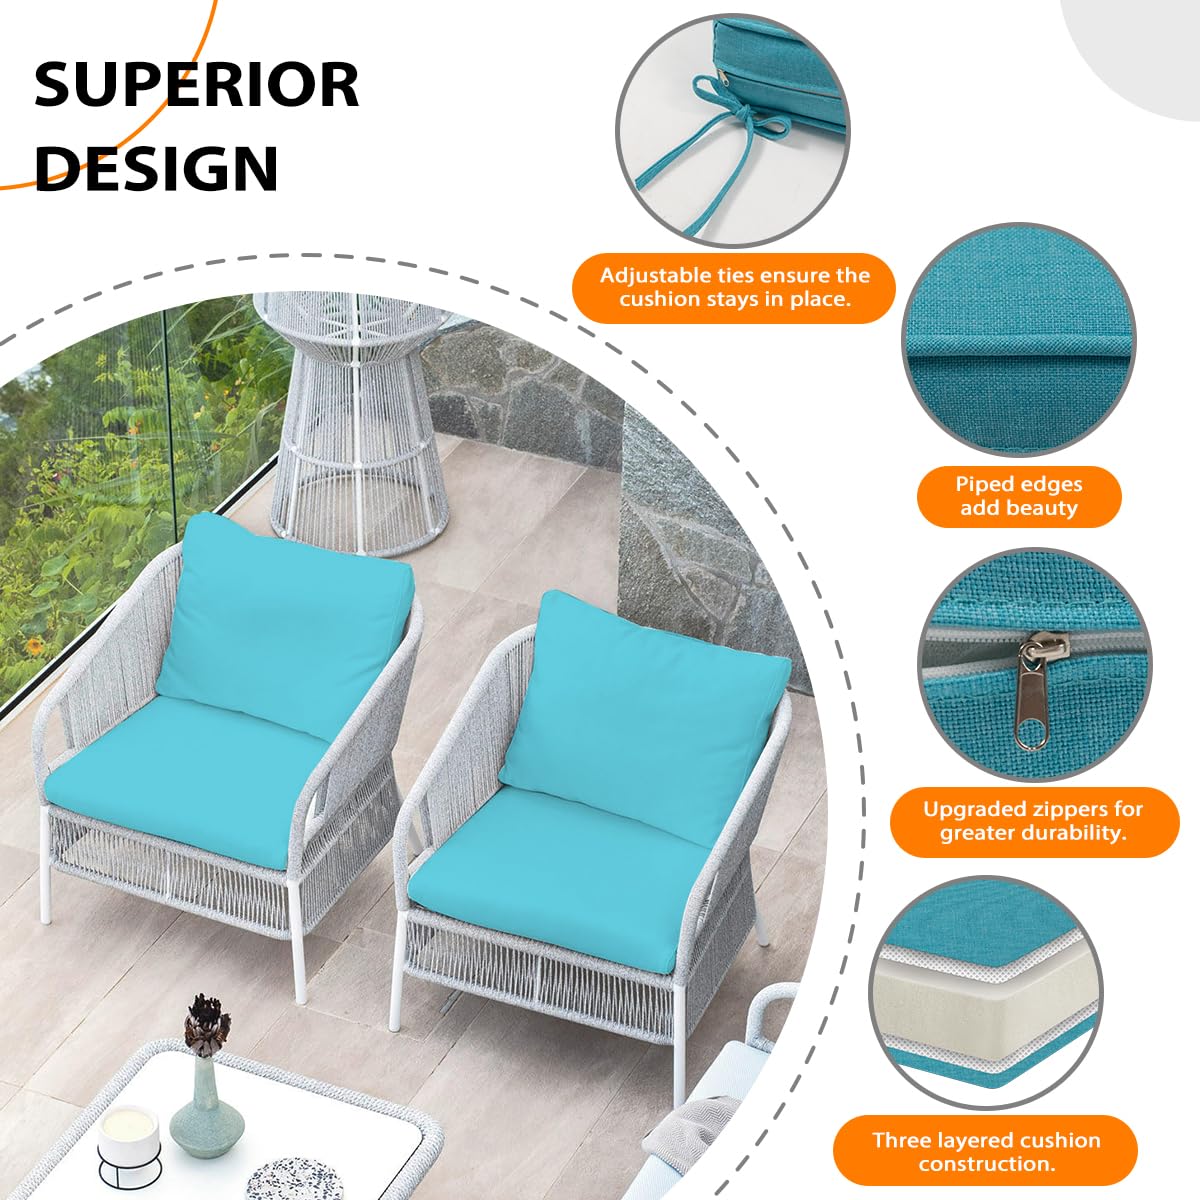 SUPERIOR
DESIGN
Adjustable ties ensure the
cushion stays in place.
Piped edges
add beauty
Upgraded zippers for
greater durability.
Three layered cushion
construction.